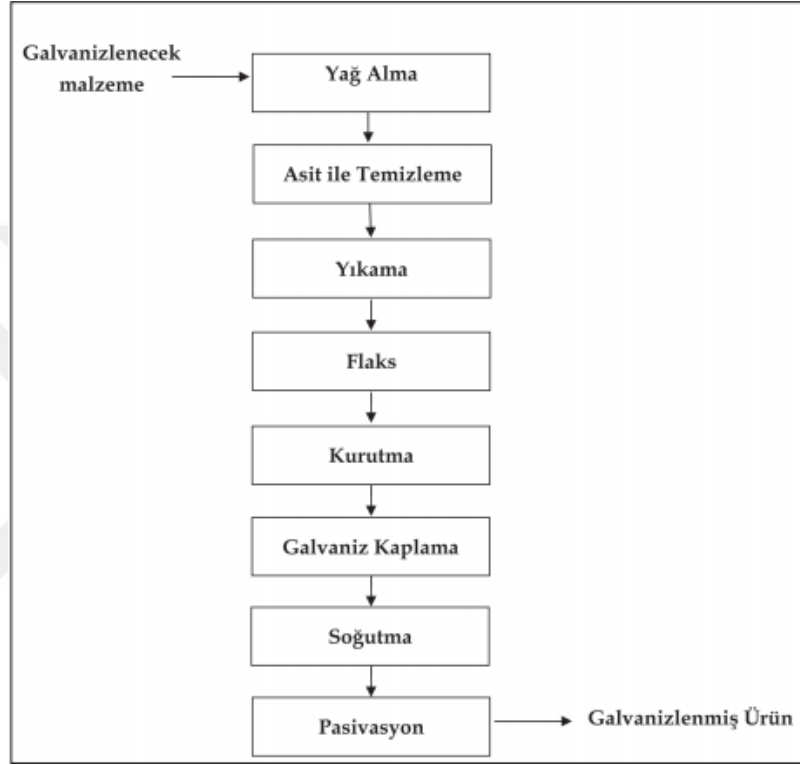 Galvanizlenecek
malzeme
Yağ Alma
Asit ile Temizleme
Yıkama
Flaks
Kurutma
Galvaniz Kaplama
Soğutma
Pasivasyon
Galvanizlenmiş Ürün